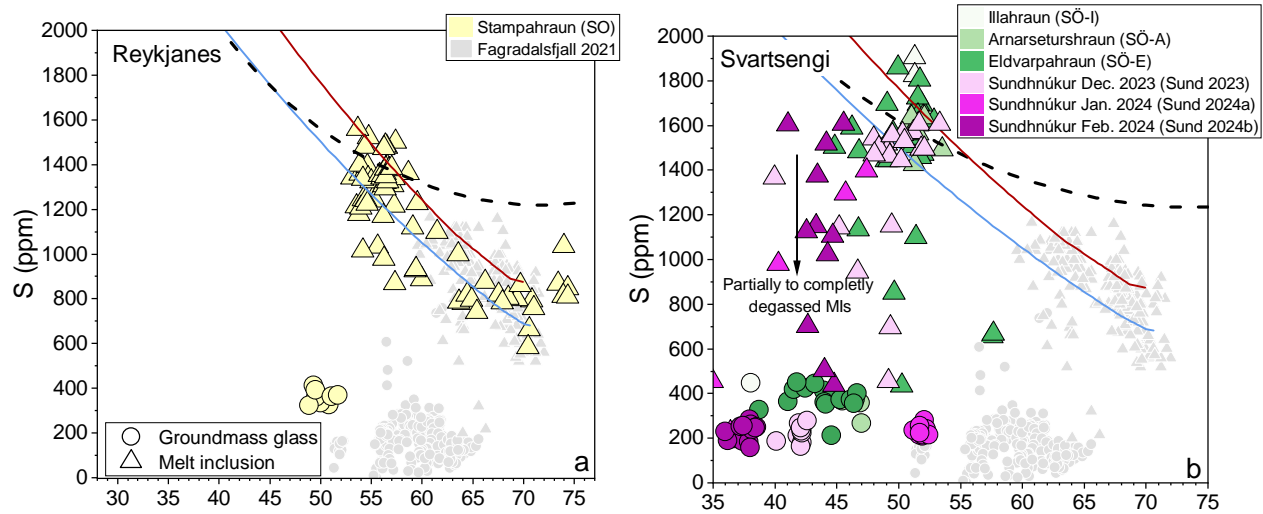 Reykjanes
Stampahraun (SO)
Fagradalsfjall 2021
2000
1800
1600
1400
1200
1000
800
600
400
200
0
S (ppm)
Groundmass glass
Melt inclusion
a
30 35 40 45 50 55 60 65 70 75
Svartsengi
Illahraun (SÖ-I)
Arnarseturshraun (SÖ-A)
Eldvarpahraun (SÖ-E)
Sundhnúkur Dec. 2023 (Sund 2023)
Sundhnúkur Jan. 2024 (Sund 2024a)
Sundhnúkur Feb. 2024 (Sund 2024b)
2000
1800
1600
1400
1200
1000
800
600
400
200
0
S (ppm)
Partially to completly
degassed MIs
b
35 40 45 50 55 60 65 70 75